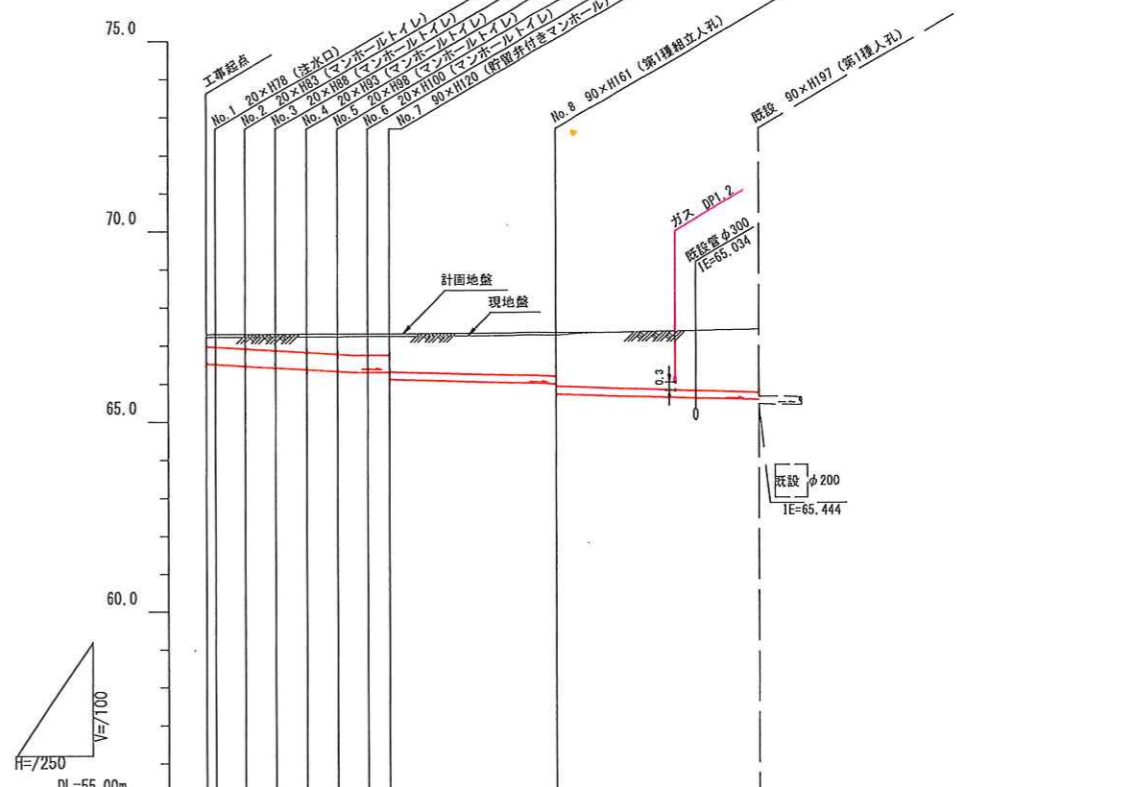 75.0
70.0
65.0
60.0
工事起点
No.1 20×H78 (注水口)
No.2 20×H83 (マンホールトイレ)
No.3 20×H88 (マンホールトイレ)
No.4 20×H93 (マンホールトイレ)
No.5 20×H98 (マンホールトイレ)
No.6 20×H100 (マンホールトイレ)
No.7 90×H120 (貯留弁付きマンホール)
No.8 90×H161 (第1種組立人孔)
既設 90×H197 (第1種人孔)
ガス DP1.2
既設管φ300
IE=65.034
計画地盤
現地盤
0.3
既設 φ200
IE=65.444
V=/100
H=/250
DL=55.00m